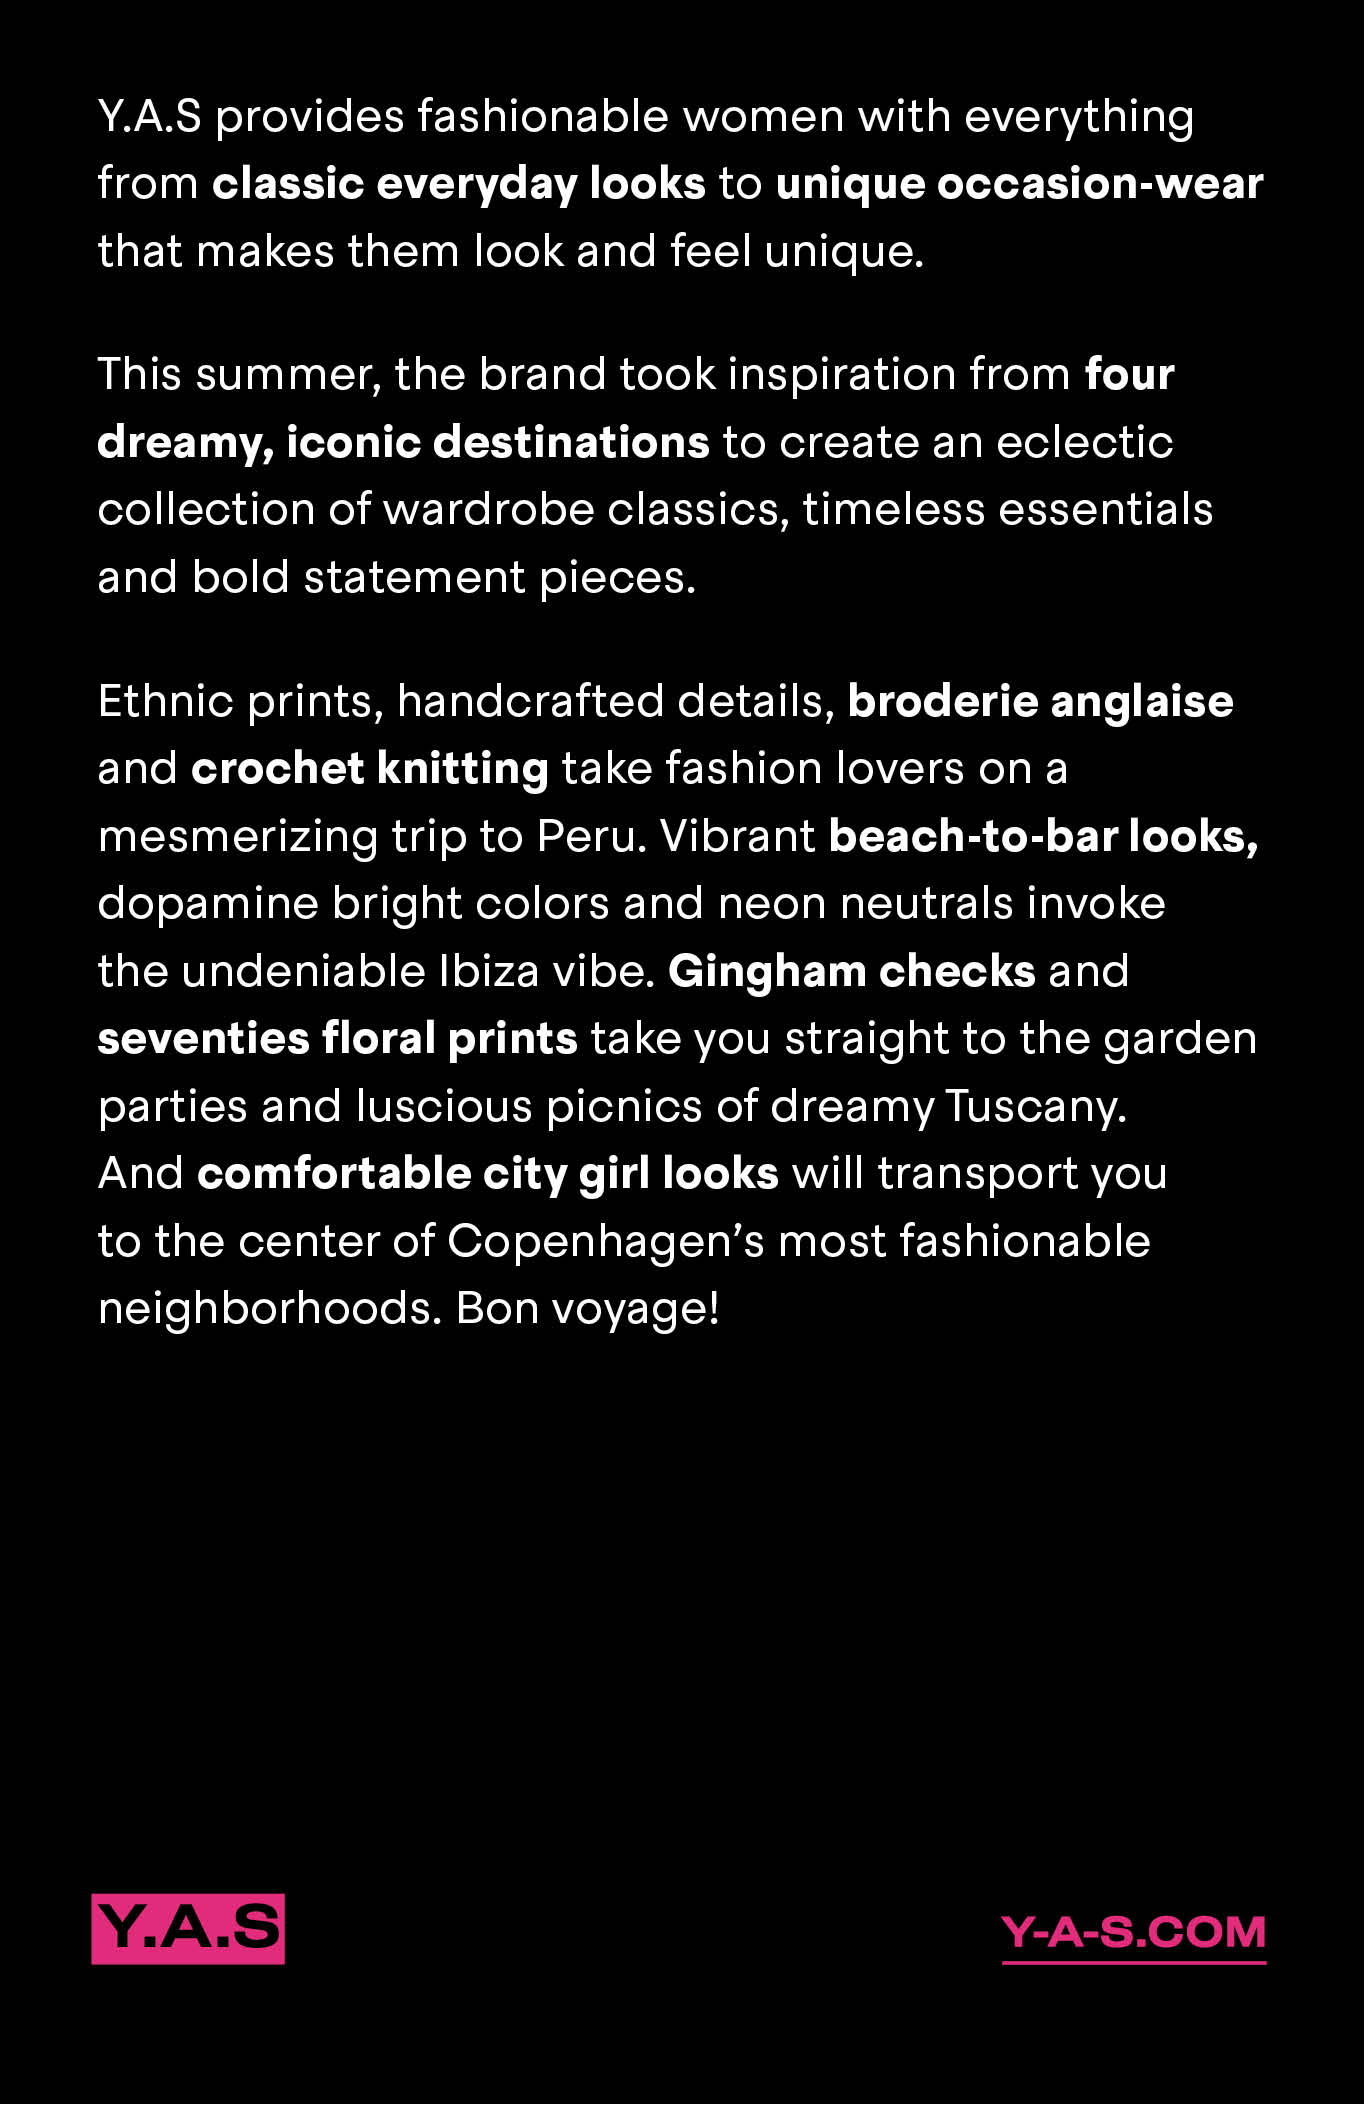 Y.A.S provides fashionable women with everything
from classic everyday looks to unique occasion-wear
that makes them look and feel unique.
This summer, the brand took inspiration from four
dreamy, iconic destinations to create an eclectic
collection of wardrobe classics, timeless essentials
and bold statement pieces.
Ethnic prints, handcrafted details, broderie anglaise
and crochet knitting take fashion lovers on a
mesmerizing trip to Peru. Vibrant beach-to-bar looks,
dopamine bright colors and neon neutrals invoke
the undeniable Ibiza vibe. Gingham checks and
seventies floral prints take you straight to the garden
parties and luscious picnics of dreamy Tuscany.
And comfortable city girl looks will transport you
to the center of Copenhagen’s most fashionable
neighborhoods. Bon voyage!
Y.A.S
Y-A-S.COM